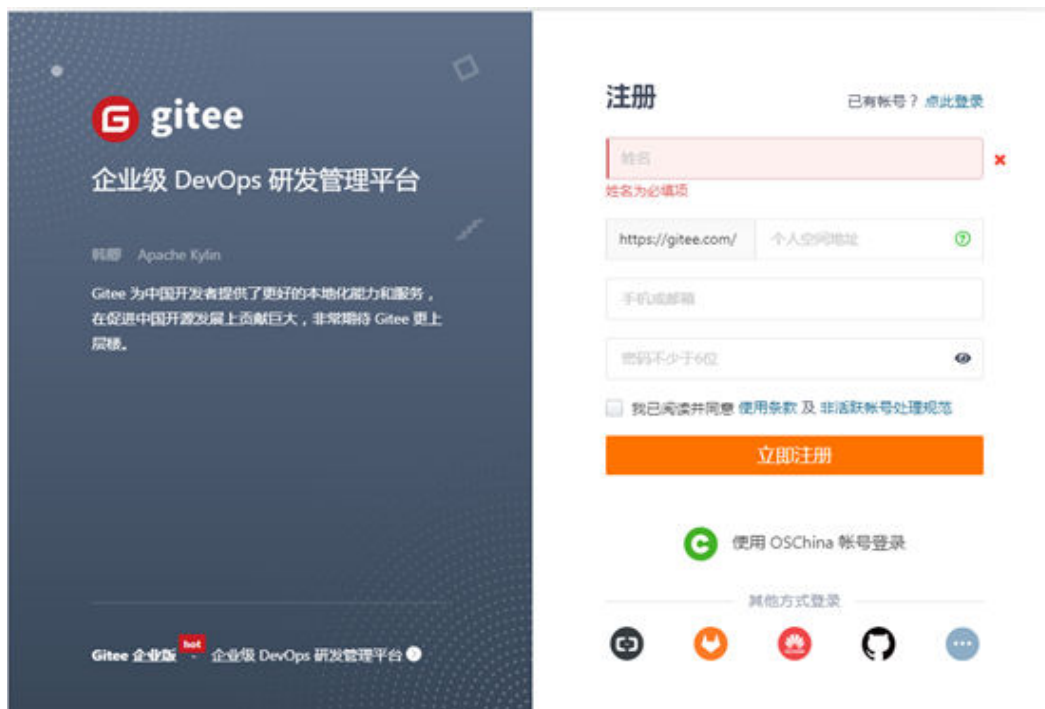 gitee
企业级 DevOps 研发管理平台
韩卿 Apache Kylin
Gitee 为中国开发者提供了更好的本地化能力和服务，
在促进中国开源发展上贡献巨大，非常期待 Gitee 更上
层楼。
Gitee 企业版 hot - 企业级 DevOps 研发管理平台
注册
已有帐号？ 点此登录
姓名
姓名为必填项
https://gitee.com/ 个人空间地址
手机或邮箱
密码不少于6位
我已阅读并同意 使用条款 及 非活跃帐号处理规范
立即注册
使用 OSChina 帐号登录
其他方式登录